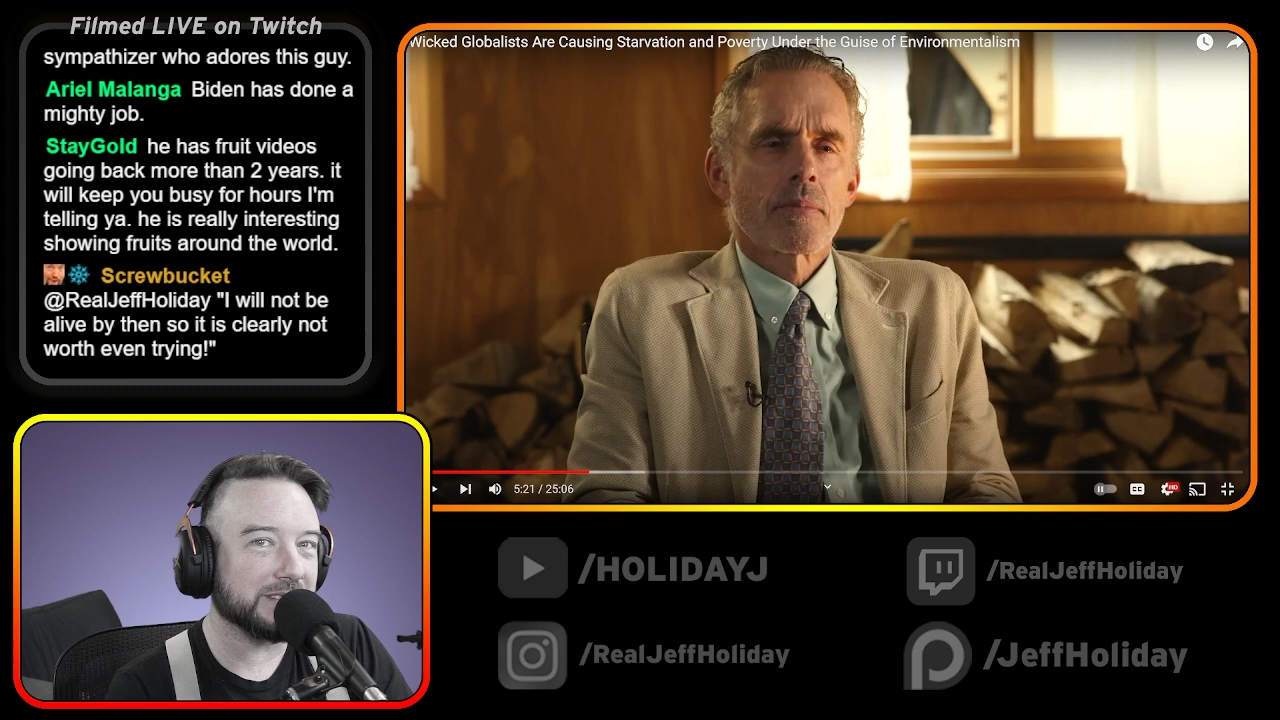 Filmed LIVE on Twitch
sympathizer who adores this guy.
Ariel Malanga Biden has done a
mighty job.
StayGold he has fruit videos
going back more than 2 years. it
will keep you busy for hours I'm
telling ya. he is really interesting
showing fruits around the world.
Screwbucket
@RealJeffHoliday "I will not be
alive by then so it is clearly not
worth even trying!"
Wicked Globalists Are Causing Starvation and Poverty Under the Guise of Environmentalism
5:21 / 25:06
CC
HD
/HOLIDAYJ
/RealJeffHoliday
/RealJeffHoliday
/JeffHoliday